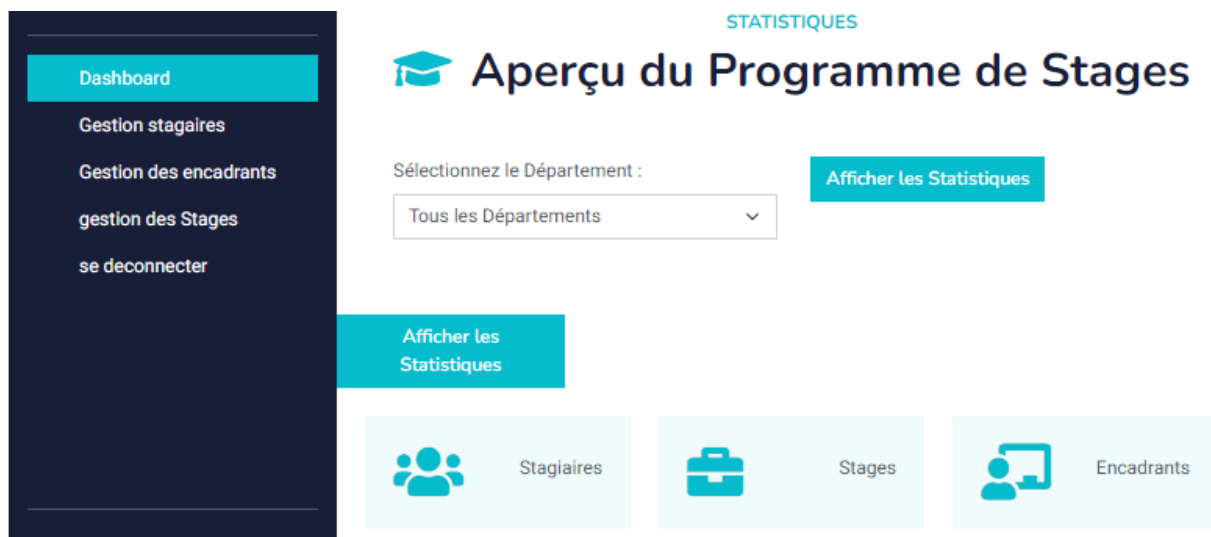 Dashboard
Gestion stagaires
Gestion des encadrants
gestion des Stages
se deconnecter
STATISTIQUES
Aperçu du Programme de Stages
Sélectionnez le Département :
Tous les Départements
Afficher les Statistiques
Afficher les
Statistiques
Stagiaires
Stages
Encadrants